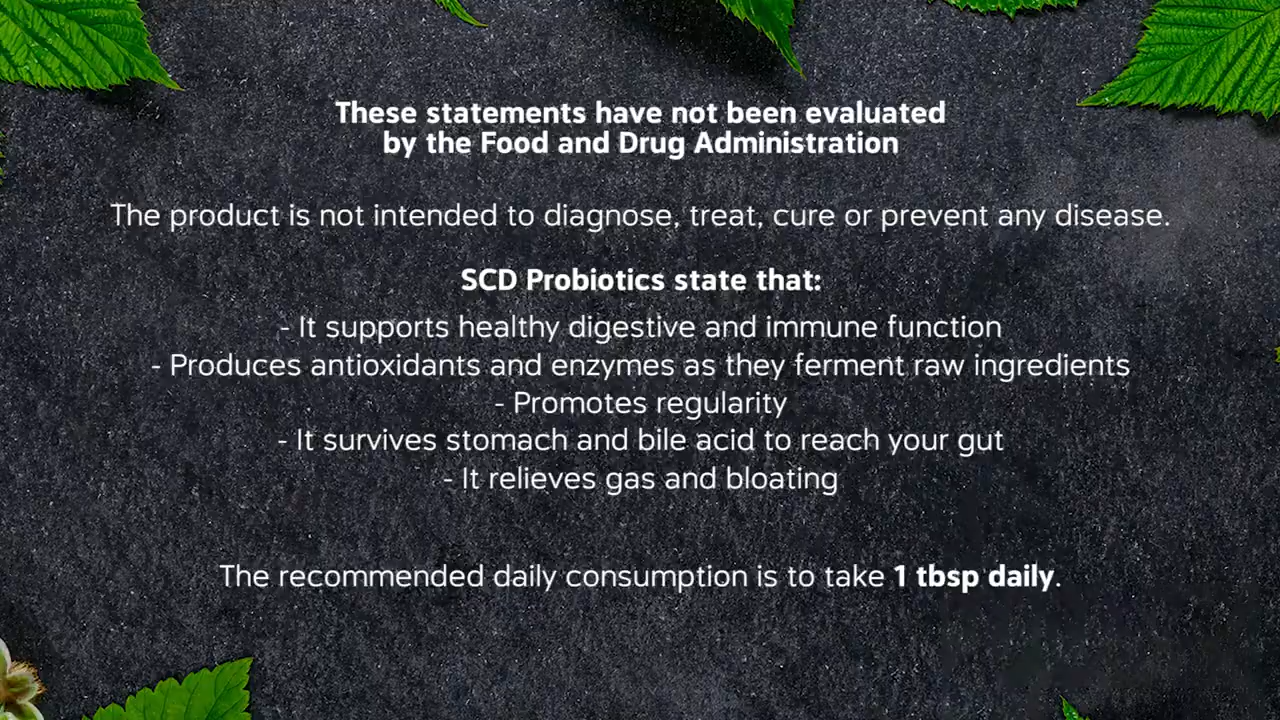 These statements have not been evaluated
by the Food and Drug Administration
The product is not intended to diagnose, treat, cure or prevent any disease.
SCD Probiotics state that:
- It supports healthy digestive and immune function
- Produces antioxidants and enzymes as they ferment raw ingredients
- Promotes regularity
- It survives stomach and bile acid to reach your gut
- It relieves gas and bloating
The recommended daily consumption is to take 1 tbsp daily.